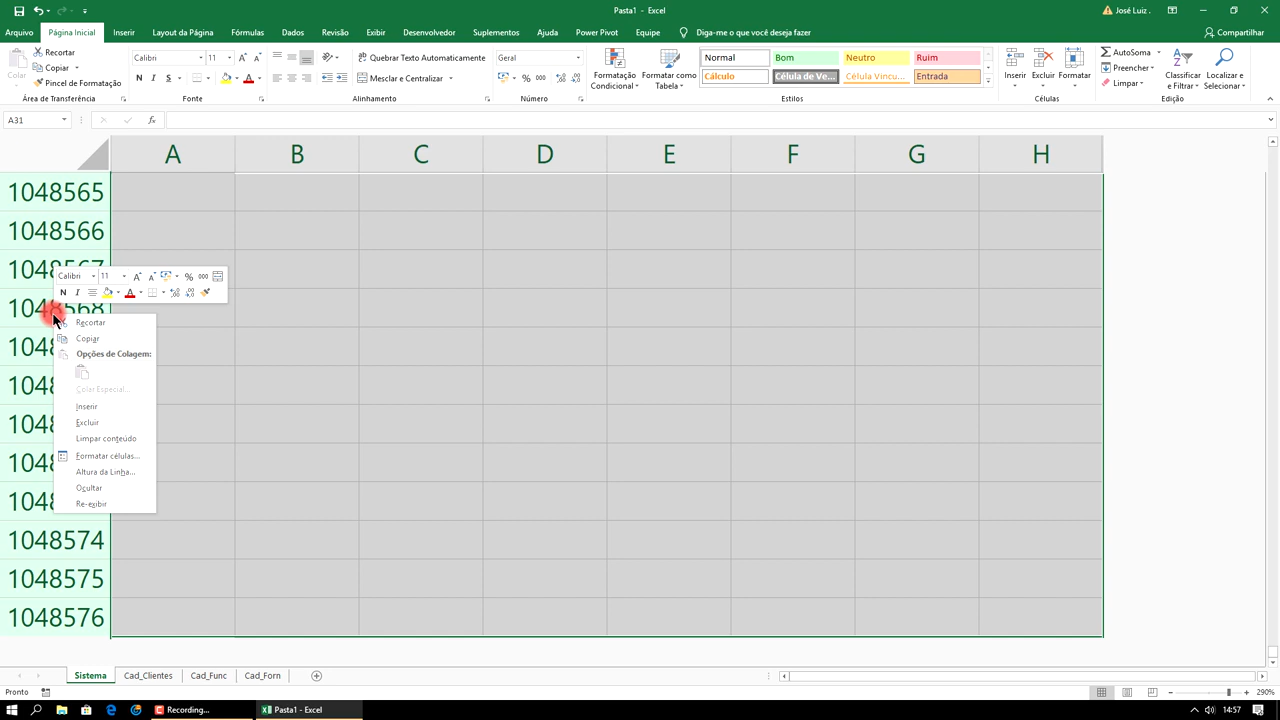 Pasta1 - Excel
José Luiz .
Arquivo Página Inicial Inserir Layout da Página Fórmulas Dados Revisão Exibir Desenvolvedor Suplementos Ajuda Power Pivot Equipe Diga-me o que você deseja fazer Compartilhar
Colar
Recortar
Copiar
Pincel de Formatação
Área de Transferência
Calibri 11
N I S
Fonte
Quebrar Texto Automaticamente
Mesclar e Centralizar
Alinhamento
Geral
% 000
Número
Formatação Condicional
Formatar como Tabela
Normal Bom Neutro Ruim
Cálculo Célula de Ve... Célula Vincu... Entrada
Estilos
Inserir Excluir Formatar
Células
AutoSoma
Preencher
Limpar
Classificar e Filtrar
Localizar e Selecionar
Edição
A31 fx
A B C D E F G H
1048565
1048566
Calibri 11 A A % 000
N I A
Recortar
Copiar
Opções de Colagem:
Colar Especial...
Inserir
Excluir
Limpar conteúdo
Formatar células...
Altura da Linha...
Ocultar
Re-exibir
1048574
1048575
1048576
Sistema Cad_Clientes Cad_Func Cad_Forn
Pronto
290%
Recording...
Pasta1 - Excel
14:57